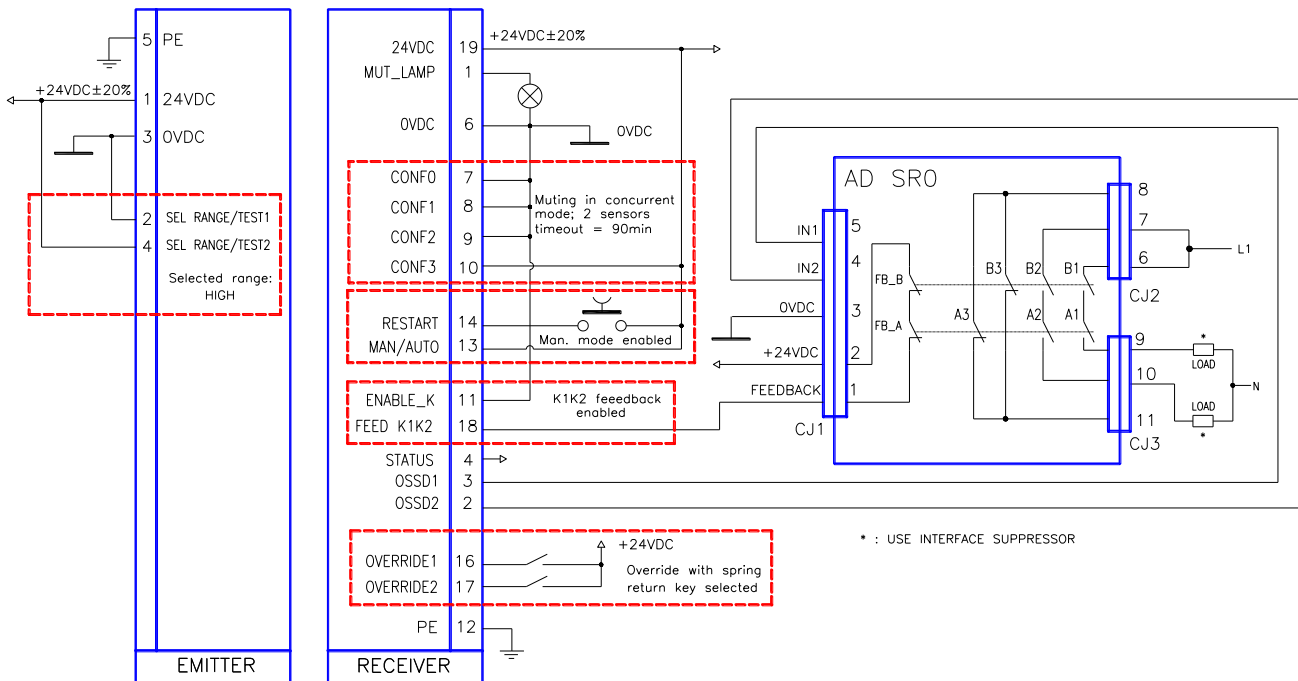 5 PE
+24VDC±20%
1 24VDC
3 0VDC
2 SEL RANGE/TEST1
4 SEL RANGE/TEST2
Selected range:
HIGH
EMITTER
24VDC 19 +24VDC±20%
MUT_LAMP 1
0VDC 6 0VDC
CONF0 7
CONF1 8
CONF2 9
CONF3 10
Muting in concurrent
mode; 2 sensors
timeout = 90min
RESTART 14
MAN/AUTO 13
Man. mode enabled
ENABLE_K 11
FEED K1K2 18
K1K2 feeedback
enabled
STATUS 4
OSSD1 3
OSSD2 2
OVERRIDE1 16
OVERRIDE2 17
+24VDC
Override with spring
return key selected
PE 12
RECEIVER
AD SR0
IN1 5
IN2 4
0VDC 3
+24VDC 2
FEEDBACK 1
CJ1
FB_B
FB_A
B3 B2 B1
A3 A2 A1
8
7
6
CJ2
L1
9
10
11
CJ3
*
LOAD
N
LOAD
*
* : USE INTERFACE SUPPRESSOR